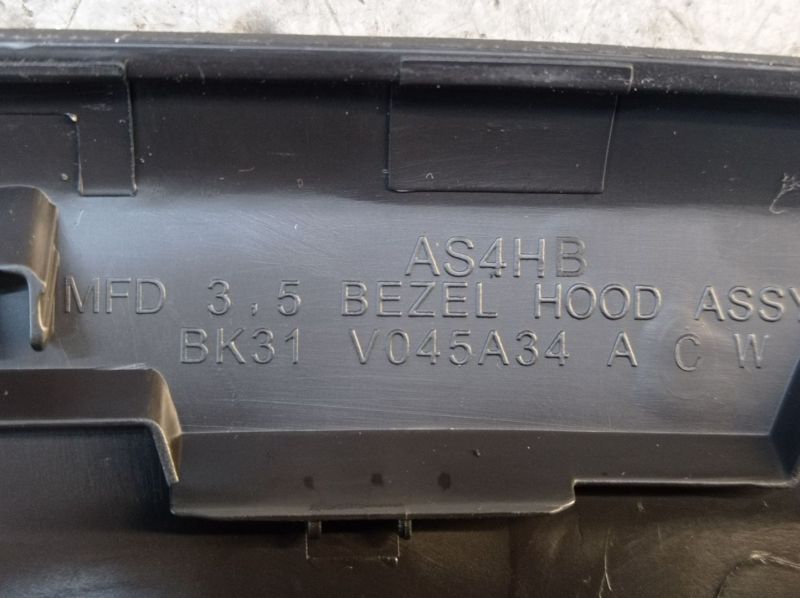 AS4HB
MFD 3,5 BEZEL HOOD ASSY
BK31 V045A34 A C W